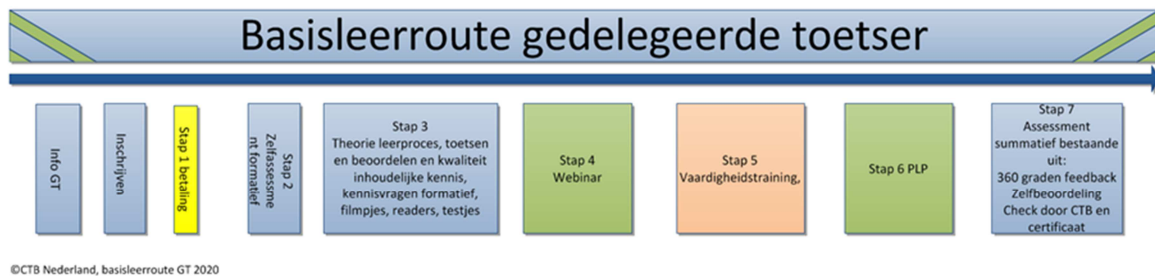 Basisleerroute gedelegeerde toetser
Info GT
Inschrijven
Stap 1 betaling
Stap 2
Zelfassessme
nt formatief
Stap 3
Theorie leerproces, toetsen
en beoordelen en kwaliteit
inhoudelijke kennis,
kennisvragen formatief,
filmpjes, readers, testjes
Stap 4
Webinar
Stap 5
Vaardigheidstraining,
Stap 6 PLP
Stap 7
Assessment
summatief bestaande
uit:
360 graden feedback
Zelfbeoordeling
Check door CTB en
certificaat
©CTB Nederland, basisleerroute GT 2020